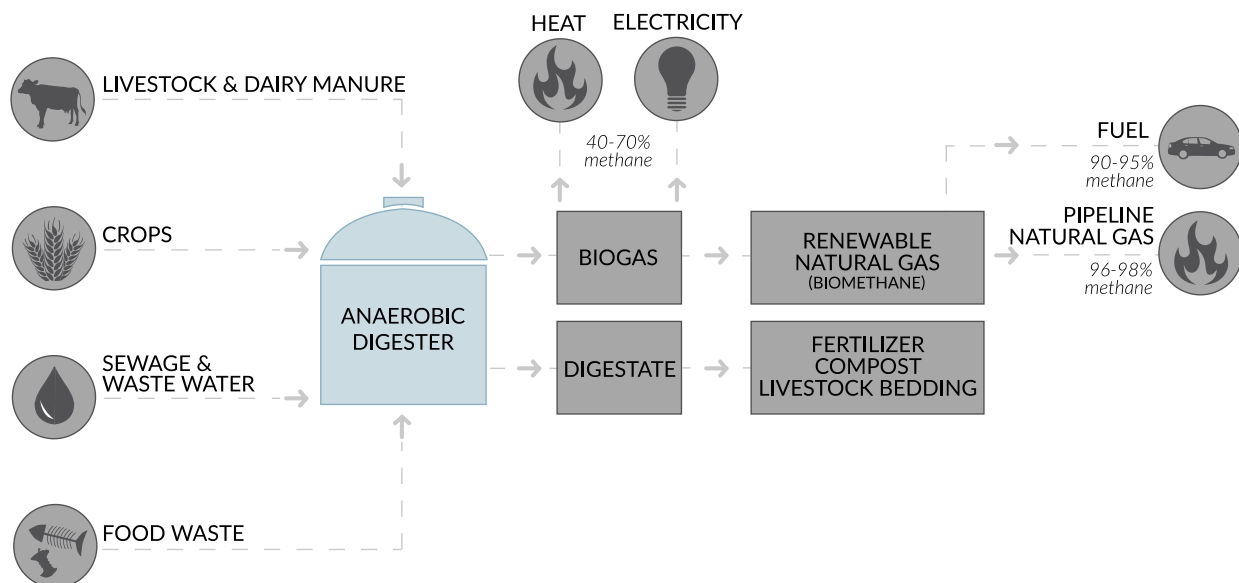 HEAT
ELECTRICITY
LIVESTOCK & DAIRY MANURE
40-70%
methane
FUEL
90-95%
methane
CROPS
BIOGAS
RENEWABLE
NATURAL GAS
(BIOMETHANE)
PIPELINE
NATURAL GAS
96-98%
methane
ANAEROBIC
DIGESTER
SEWAGE &
WASTE WATER
DIGESTATE
FERTILIZER
COMPOST
LIVESTOCK BEDDING
FOOD WASTE